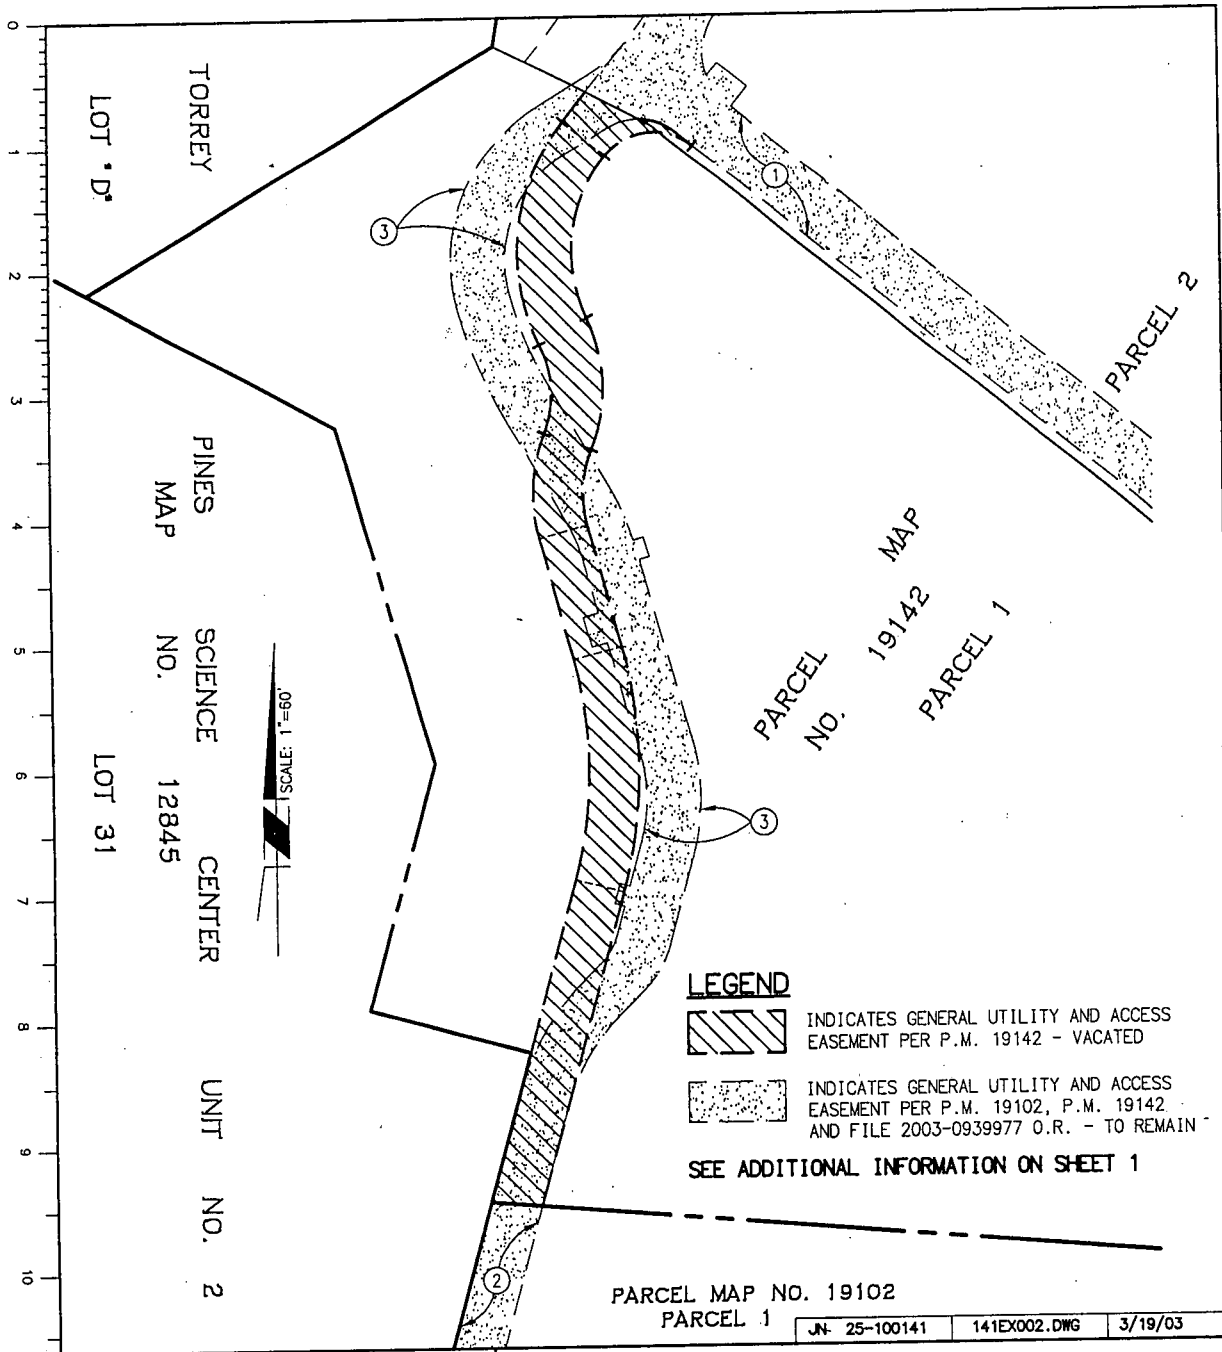 0
1
2
3
4
5
6
7
8
9
10
TORREY
LOT "D"
PINES SCIENCE CENTER UNIT NO. 2
MAP NO. 12845
LOT 31
SCALE: 1"=60'
1
3
3
2
PARCEL 2
PARCEL MAP
NO. 19142
PARCEL 1
LEGEND
INDICATES GENERAL UTILITY AND ACCESS
EASEMENT PER P.M. 19142 - VACATED
INDICATES GENERAL UTILITY AND ACCESS
EASEMENT PER P.M. 19102, P.M. 19142
AND FILE 2003-0939977 O.R. - TO REMAIN
SEE ADDITIONAL INFORMATION ON SHEET 1
PARCEL MAP NO. 19102
PARCEL 1
JN- 25-100141 141EX002.DWG 3/19/03